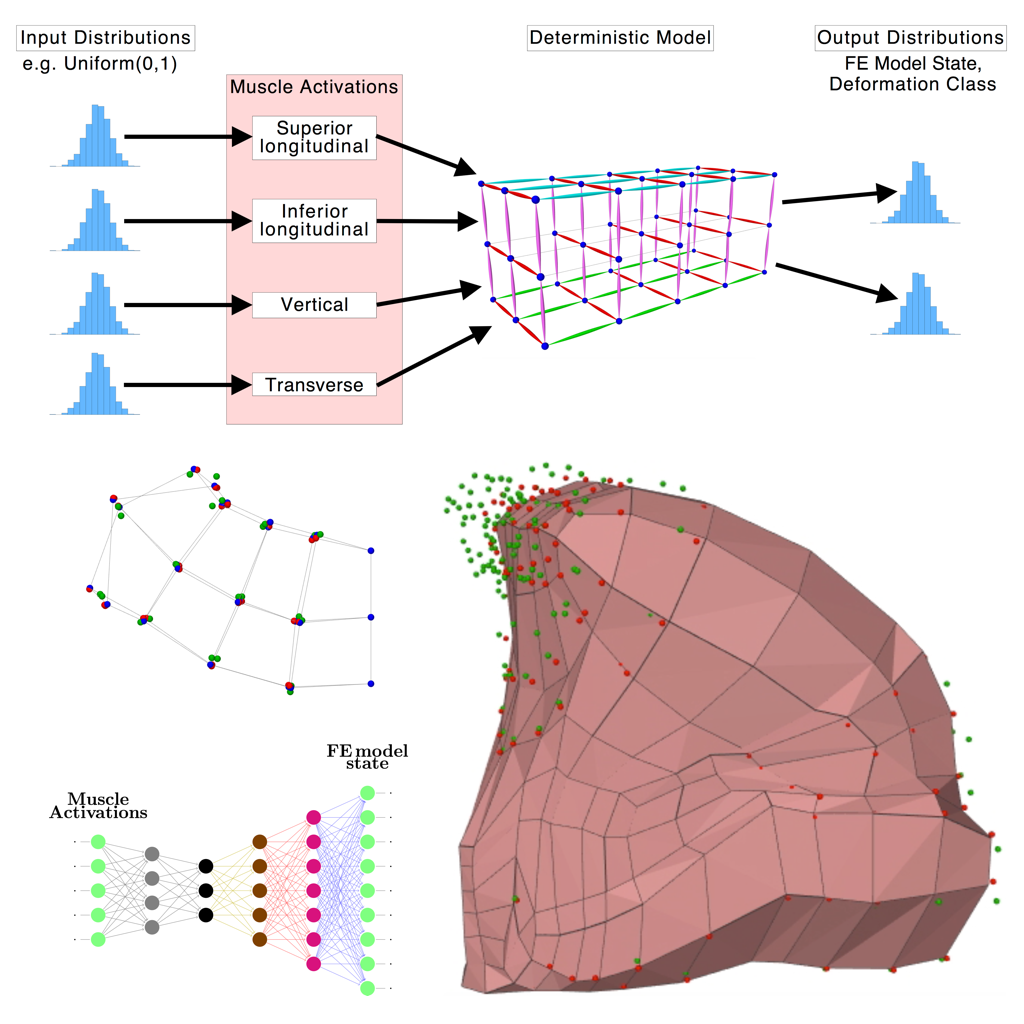 Input Distributions
e.g. Uniform(0,1)
Deterministic Model
Output Distributions
FE Model State,
Deformation Class
Muscle Activations
Superior
longitudinal
Inferior
longitudinal
Vertical
Transverse
FE model
state
Muscle
Activations